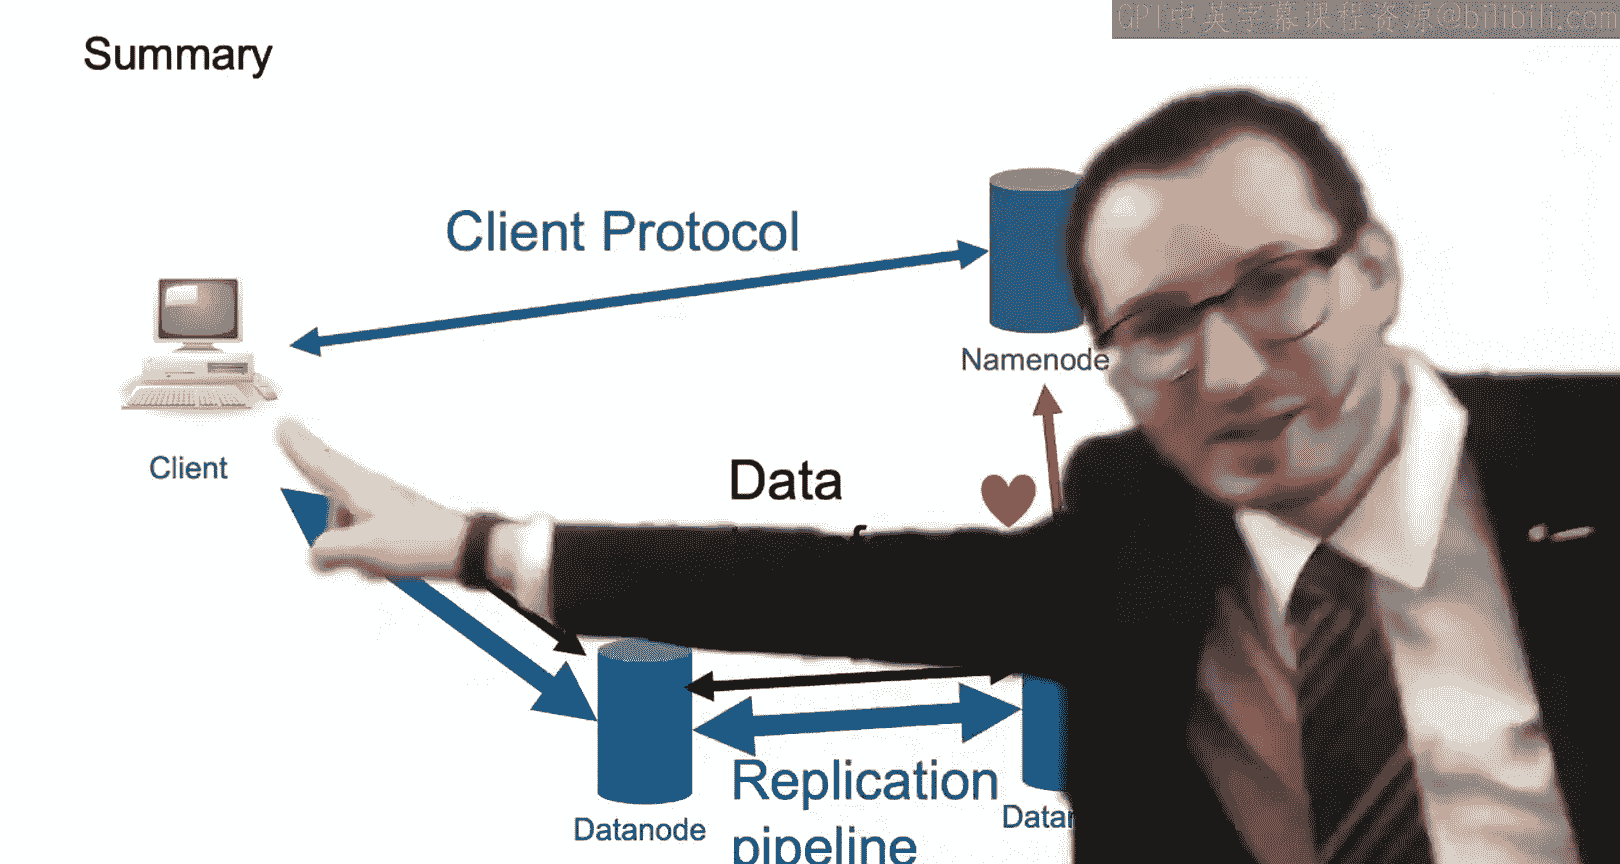 GPT中英字幕课程资源@bilibili.com
Summary
Client Protocol
Namenode
Client
Data
Replication
pipeline
Datanode